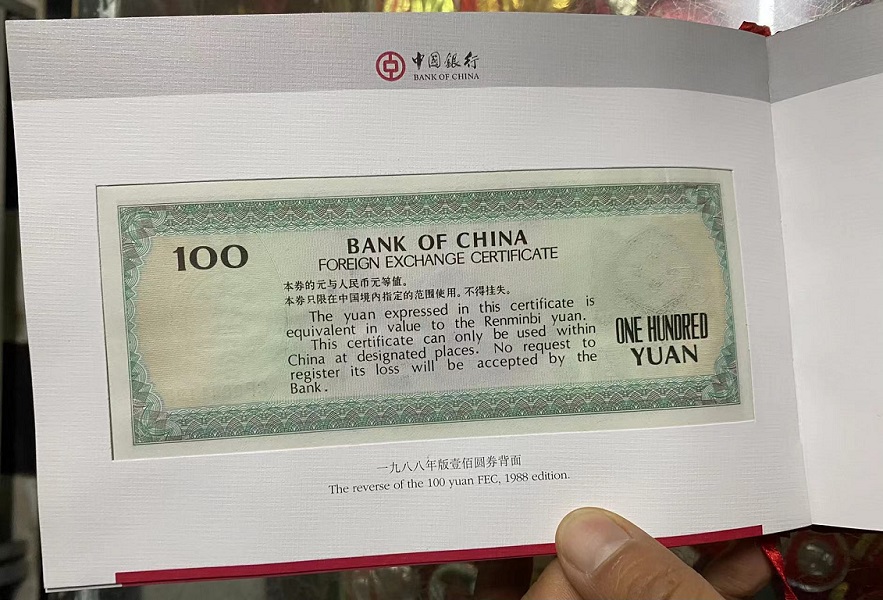 中国银行
BANK OF CHINA
100
BANK OF CHINA
FOREIGN EXCHANGE CERTIFICATE
本券的元与人民币元等值。
本券只限在中国境内指定的范围使用。不得挂失。
The yuan expressed in this certificate is
equivalent in value to the Renminbi yuan.
This certificate can only be used within
China at designated places. No request to
register its loss will be accepted by the
Bank.
ONE HUNDRED
YUAN
一九八八年版壹佰圆券背面
The reverse of the 100 yuan FEC, 1988 edition.